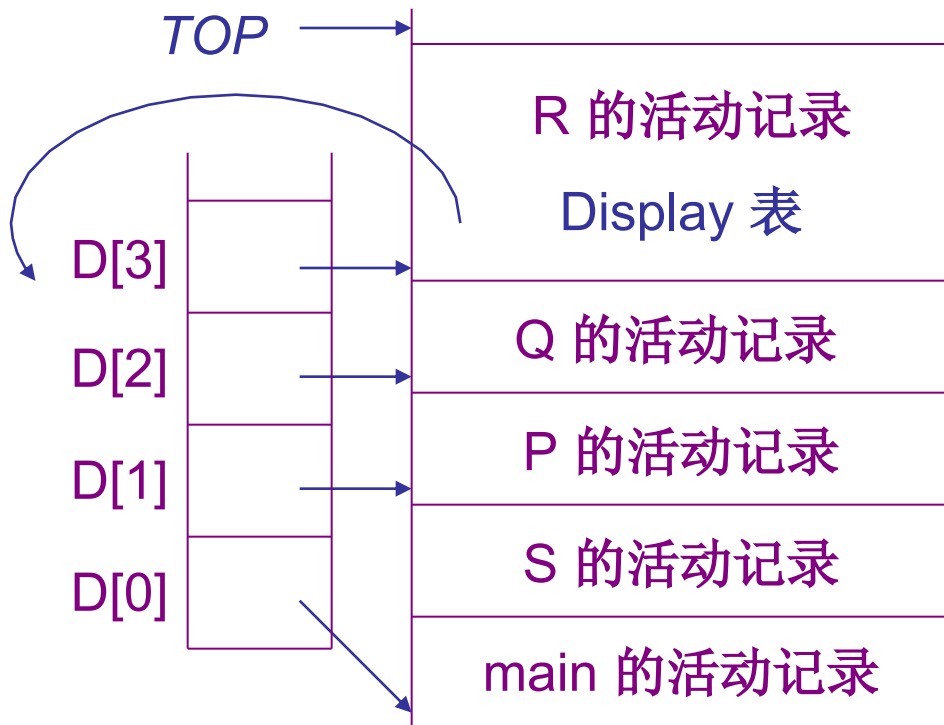 TOP
R 的活动记录
Display 表
D[3]
Q 的活动记录
D[2]
P 的活动记录
D[1]
S 的活动记录
D[0]
main 的活动记录